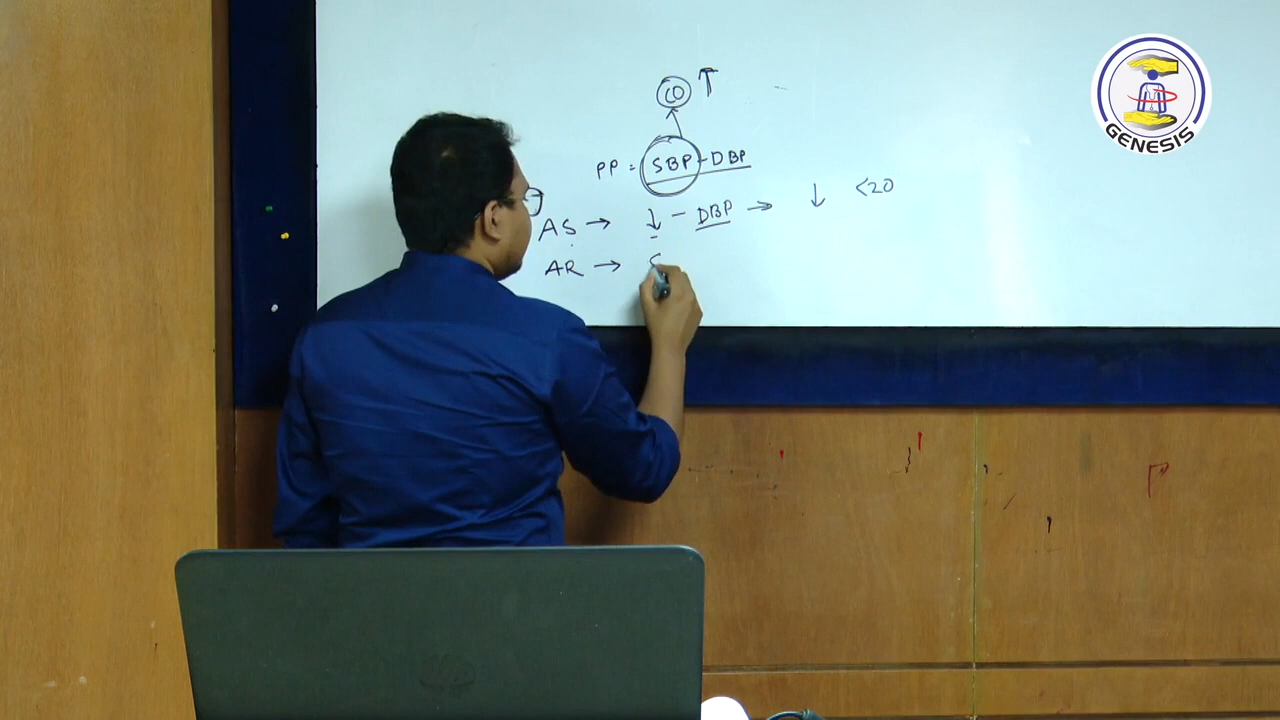 CO ↑
PP = SBP - DBP
AS → ↓ - DBP → ↓ <20
AR → S
GENESIS